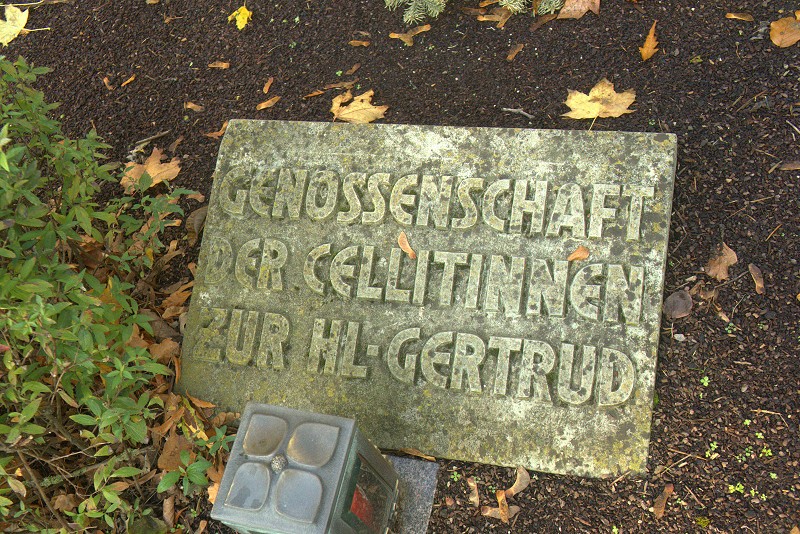 GENOSSENSCHAFT
DER CELLITINNEN
ZUR HL·GERTRUD